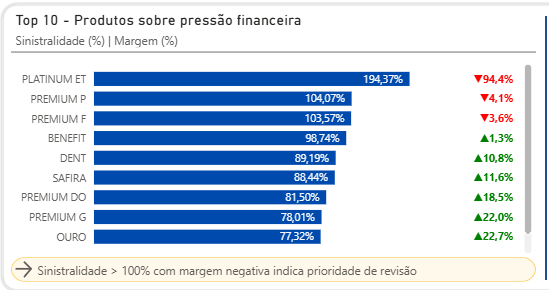 Top 10 - Produtos sobre pressão financeira
Sinistralidade (%) | Margem (%)
PLATINUM ET 194,37% ▼94,4%
PREMIUM P 104,07% ▼4,1%
PREMIUM F 103,57% ▼3,6%
BENEFIT 98,74% ▲1,3%
DENT 89,19% ▲10,8%
SAFIRA 88,44% ▲11,6%
PREMIUM DO 81,50% ▲18,5%
PREMIUM G 78,01% ▲22,0%
OURO 77,32% ▲22,7%
Sinistralidade > 100% com margem negativa indica prioridade de revisão